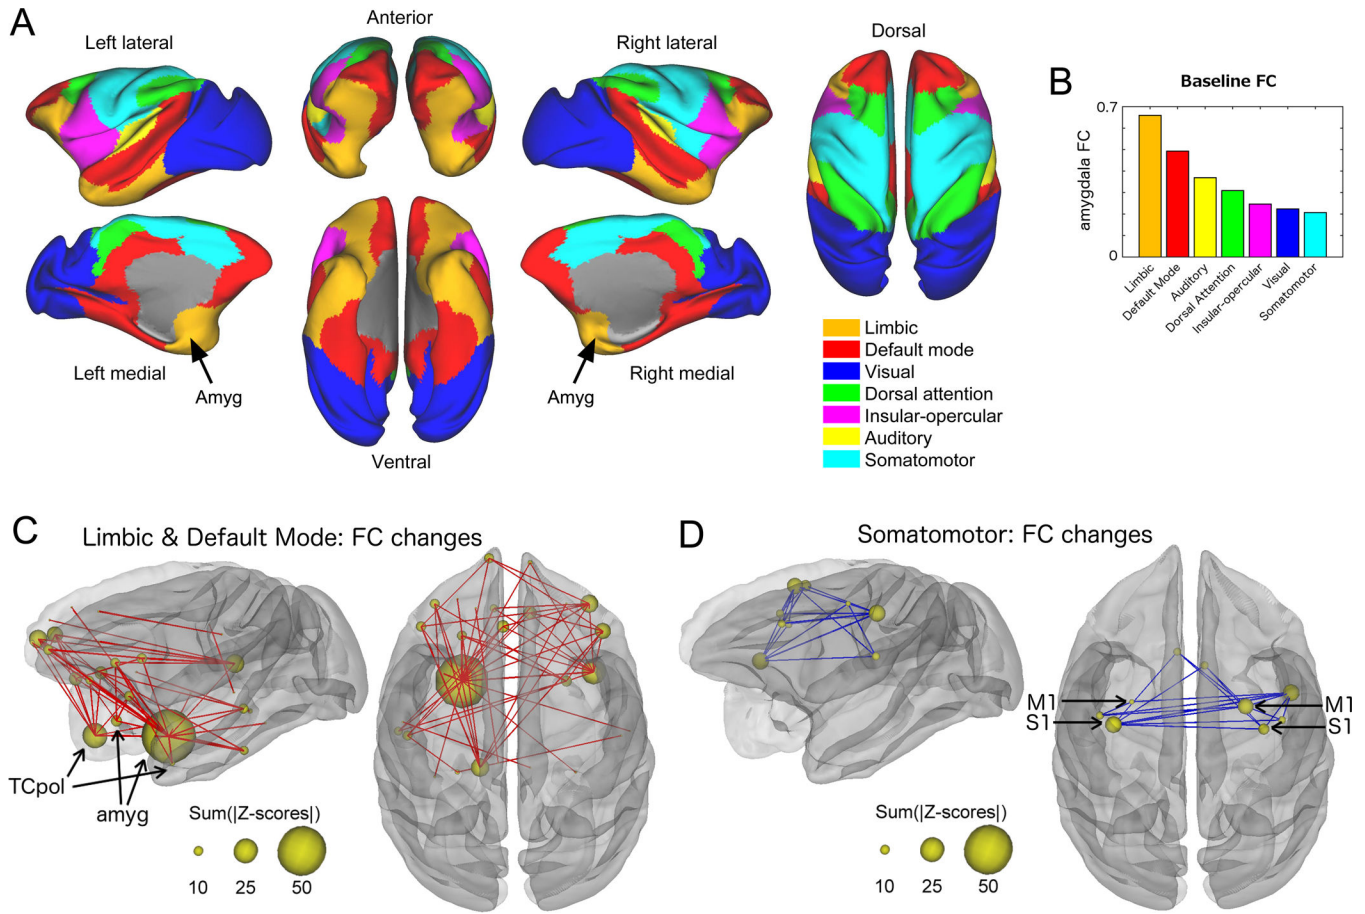 A
Anterior
Left lateral
Right lateral
Dorsal
Left medial
Amyg
Ventral
Amyg
Right medial
Limbic
Default mode
Visual
Dorsal attention
Insular-opercular
Auditory
Somatomotor
B
Baseline FC
0.7
amygdala FC
0
Limbic
Default Mode
Auditory
Dorsal Attention
Insular-opercular
Visual
Somatomotor
C
Limbic & Default Mode: FC changes
TCpol
amyg
Sum(|Z-scores|)
10 25 50
D
Somatomotor: FC changes
M1
S1
M1
S1
Sum(|Z-scores|)
10 25 50